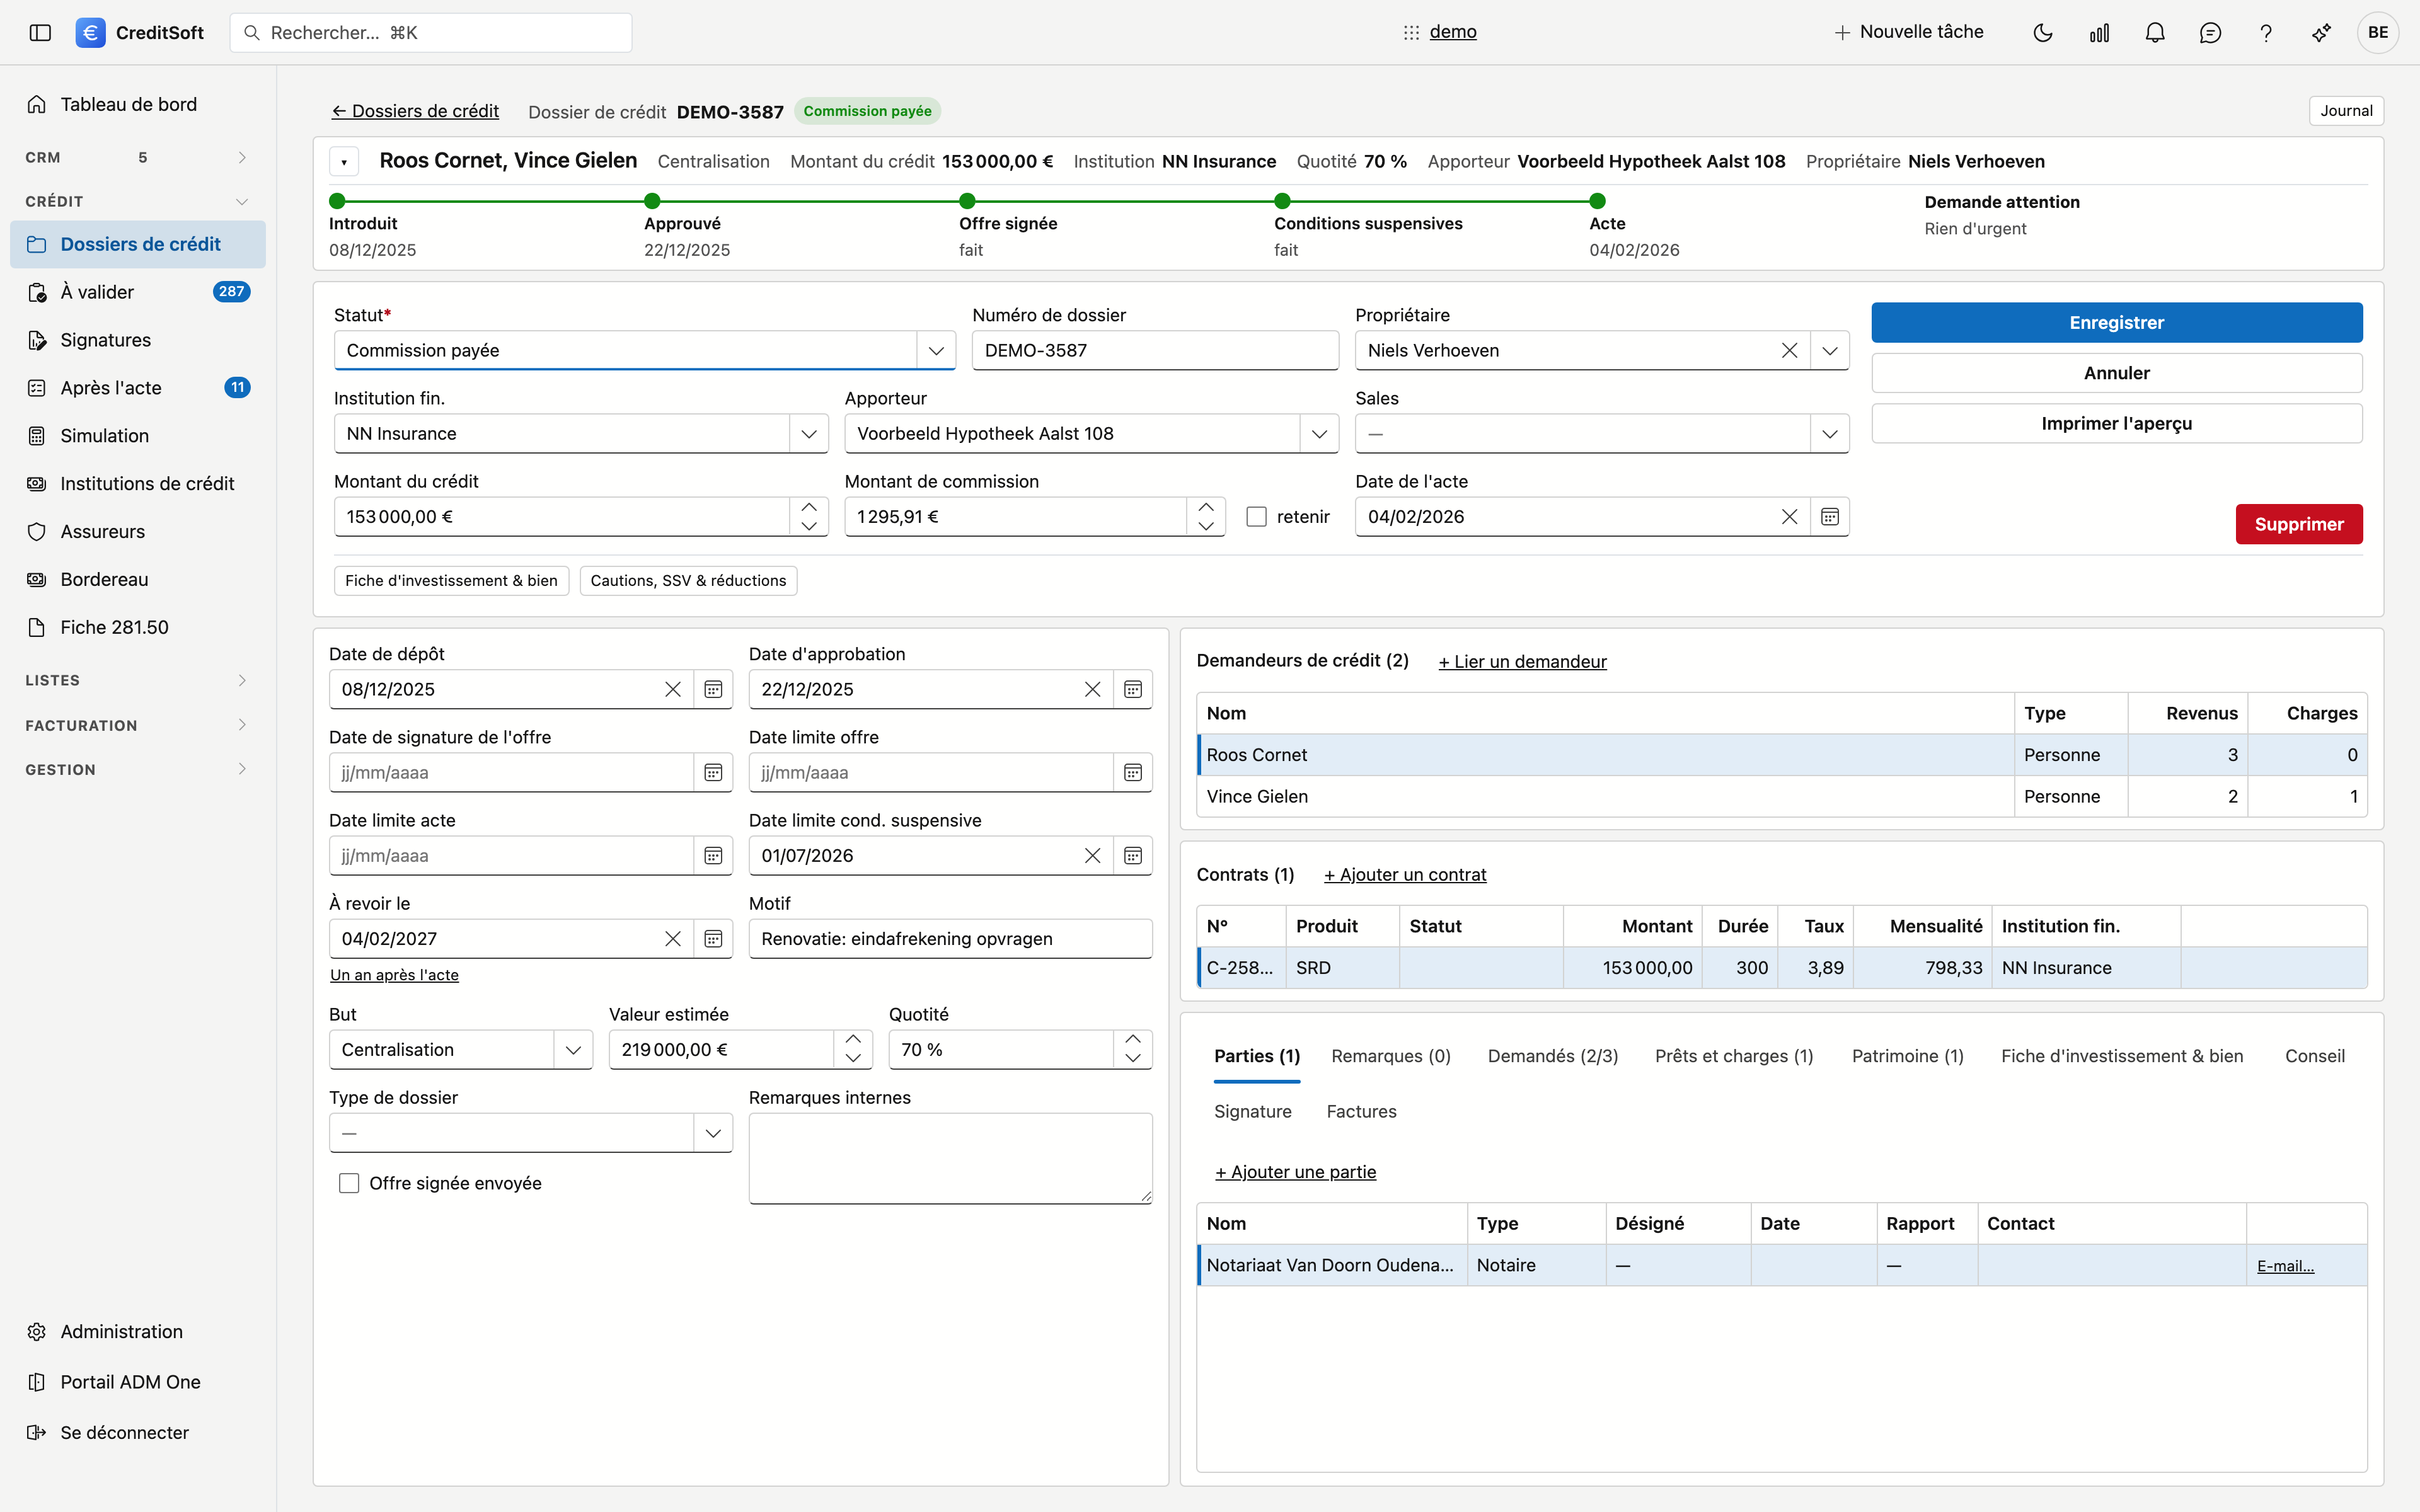 CreditSoft
Rechercher... ⌘K
demo
Nouvelle tâche
BE
Tableau de bord
CRM 5
CRÉDIT
Dossiers de crédit
À valider 287
Signatures
Après l'acte 11
Simulation
Institutions de crédit
Assureurs
Bordereau
Fiche 281.50
LISTES
FACTURATION
GESTION
Administration
Portail ADM One
Se déconnecter
← Dossiers de crédit Dossier de crédit DEMO-3587 Commission payée Journal
Roos Cornet, Vince Gielen Centralisation Montant du crédit 153 000,00 € Institution NN Insurance Quotité 70 % Apporteur Voorbeeld Hypotheek Aalst 108 Propriétaire Niels Verhoeven
Introduit Approuvé Offre signée Conditions suspensives Acte Demande attention
08/12/2025 22/12/2025 fait fait 04/02/2026 Rien d'urgent
Statut* Numéro de dossier Propriétaire
Commission payée DEMO-3587 Niels Verhoeven
Institution fin. Apporteur Sales
NN Insurance Voorbeeld Hypotheek Aalst 108 —
Montant du crédit Montant de commission Date de l'acte
153 000,00 € 1 295,91 € retenir 04/02/2026
Enregistrer
Annuler
Imprimer l'aperçu
Supprimer
Fiche d'investissement & bien Cautions, SSV & réductions
Date de dépôt Date d'approbation
08/12/2025 22/12/2025
Date de signature de l'offre Date limite offre
jj/mm/aaaa jj/mm/aaaa
Date limite acte Date limite cond. suspensive
jj/mm/aaaa 01/07/2026
À revoir le Motif
04/02/2027 Renovatie: eindafrekening opvragen
Un an après l'acte
But Valeur estimée Quotité
Centralisation 219 000,00 € 70 %
Type de dossier Remarques internes
—
Offre signée envoyée
Demandeurs de crédit (2) + Lier un demandeur
Nom Type Revenus Charges
Roos Cornet Personne 3 0
Vince Gielen Personne 2 1
Contrats (1) + Ajouter un contrat
N° Produit Statut Montant Durée Taux Mensualité Institution fin.
C-258... SRD 153 000,00 300 3,89 798,33 NN Insurance
Parties (1) Remarques (0) Demandés (2/3) Prêts et charges (1) Patrimoine (1) Fiche d'investissement & bien Conseil
Signature Factures
+ Ajouter une partie
Nom Type Désigné Date Rapport Contact
Notariaat Van Doorn Oudena... Notaire — — E-mail...